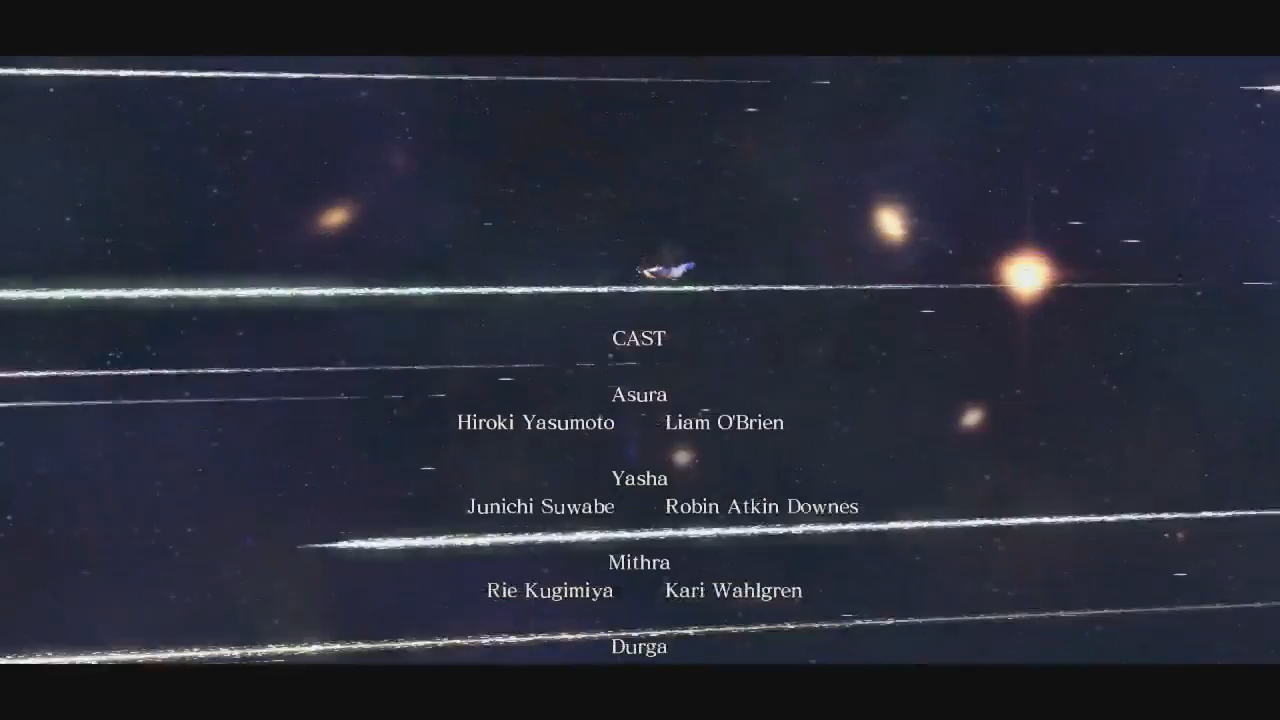 CAST
Asura
Hiroki Yasumoto Liam O'Brien
Yasha
Junichi Suwabe Robin Atkin Downes
Mithra
Rie Kugimiya Kari Wahlgren
Durga